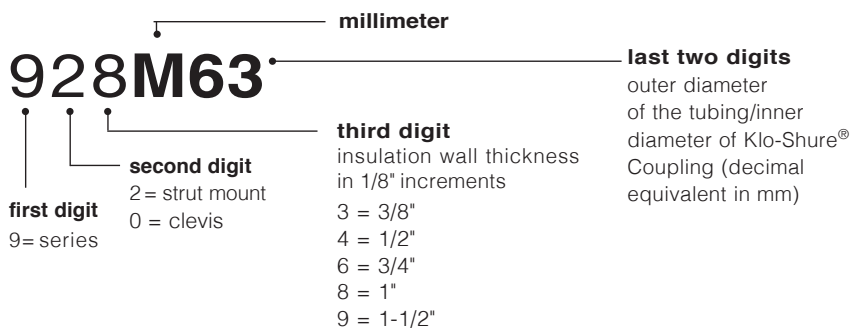 millimeter
928M63
last two digits
outer diameter
of the tubing/inner
diameter of Klo-Shure®
Coupling (decimal
equivalent in mm)
third digit
insulation wall thickness
in 1/8" increments
3 = 3/8"
4 = 1/2"
6 = 3/4"
8 = 1"
9 = 1-1/2"
second digit
2= strut mount
0 = clevis
first digit
9= series